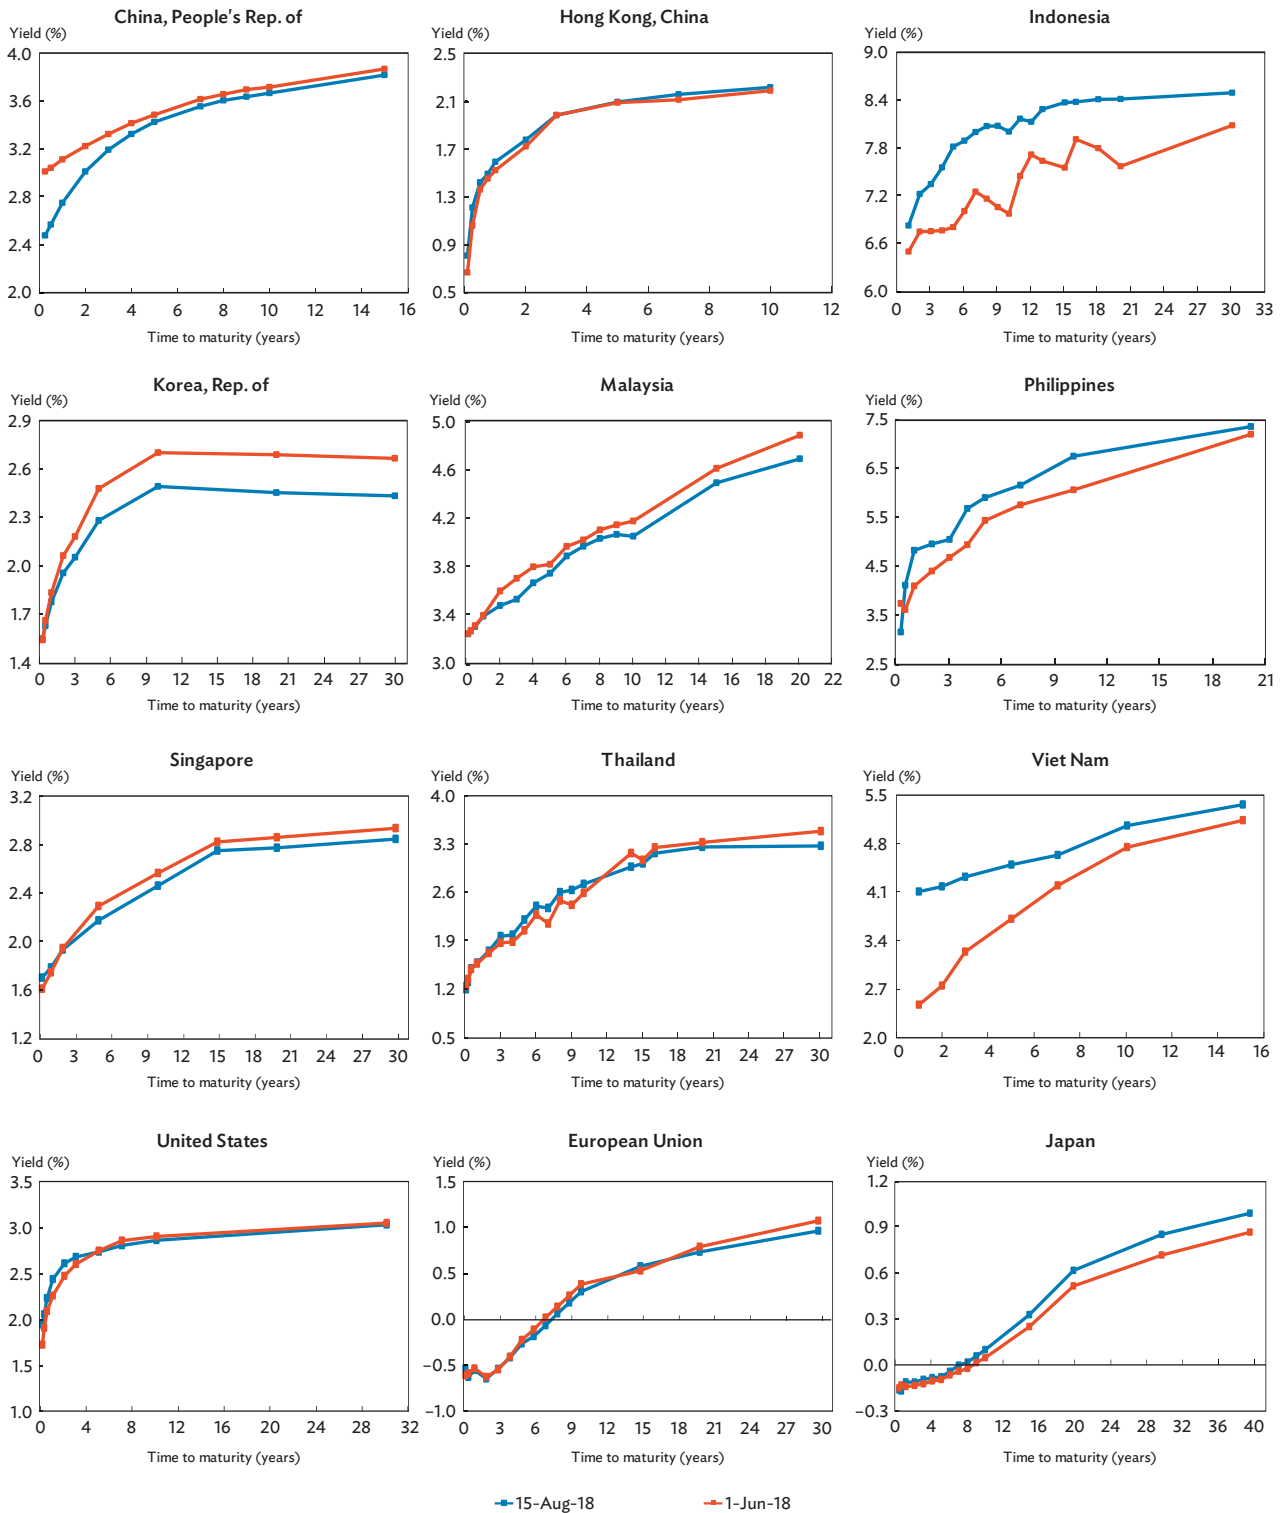 China, People's Rep. of
Yield (%)
4.0
3.6
3.2
2.8
2.4
2.0
0 2 4 6 8 10 12 14 16
Time to maturity (years)
Hong Kong, China
Yield (%)
2.5
2.1
1.7
1.3
0.9
0.5
0 2 4 6 8 10 12
Time to maturity (years)
Indonesia
Yield (%)
9.0
8.4
7.8
7.2
6.6
6.0
0 3 6 9 12 15 18 21 24 27 30 33
Time to maturity (years)
Korea, Rep. of
Yield (%)
2.9
2.6
2.3
2.0
1.7
1.4
0 3 6 9 12 15 18 21 24 27 30
Time to maturity (years)
Malaysia
Yield (%)
5.0
4.6
4.2
3.8
3.4
3.0
0 2 4 6 8 10 12 14 16 18 20 22
Time to maturity (years)
Philippines
Yield (%)
7.5
6.5
5.5
4.5
3.5
2.5
0 3 6 9 12 15 18 21
Time to maturity (years)
Singapore
Yield (%)
3.2
2.8
2.4
2.0
1.6
1.2
0 3 6 9 12 15 18 21 24 27 30
Time to maturity (years)
Thailand
Yield (%)
4.0
3.3
2.6
1.9
1.2
0.5
0 3 6 9 12 15 18 21 24 27 30
Time to maturity (years)
Viet Nam
Yield (%)
5.5
4.8
4.1
3.4
2.7
2.0
0 2 4 6 8 10 12 14 16
Time to maturity (years)
United States
Yield (%)
3.5
3.0
2.5
2.0
1.5
1.0
0 4 8 12 16 20 24 28 32
Time to maturity (years)
European Union
Yield (%)
1.5
1.0
0.5
0.0
−0.5
−1.0
0 3 6 9 12 15 18 21 24 27 30
Time to maturity (years)
Japan
Yield (%)
1.2
0.9
0.6
0.3
0.0
−0.3
0 4 8 12 16 20 24 28 32 36 40
Time to maturity (years)
15-Aug-18 1-Jun-18